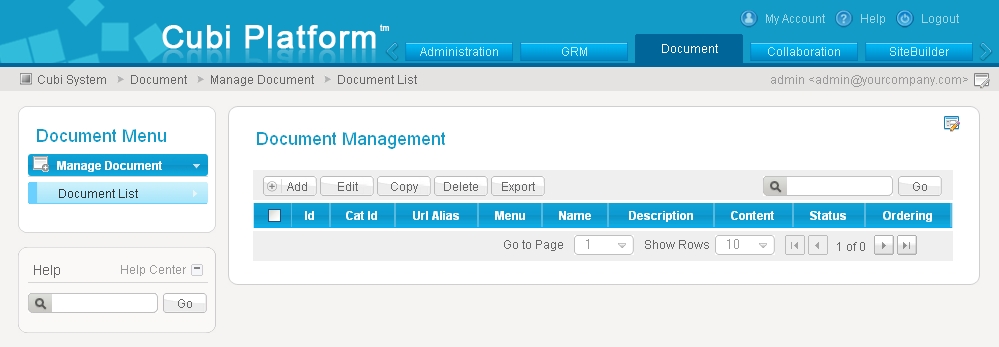 My Account Help Logout
Cubi Platform™
Administration GRM Document Collaboration SiteBuilder
Cubi System Document Manage Document Document List admin <admin@yourcompany.com>
Document Menu
Manage Document
Document List
Help Help Center
Go
Document Management
Add Edit Copy Delete Export Go
Id Cat Id Url Alias Menu Name Description Content Status Ordering
Go to Page 1 Show Rows 10 1 of 0